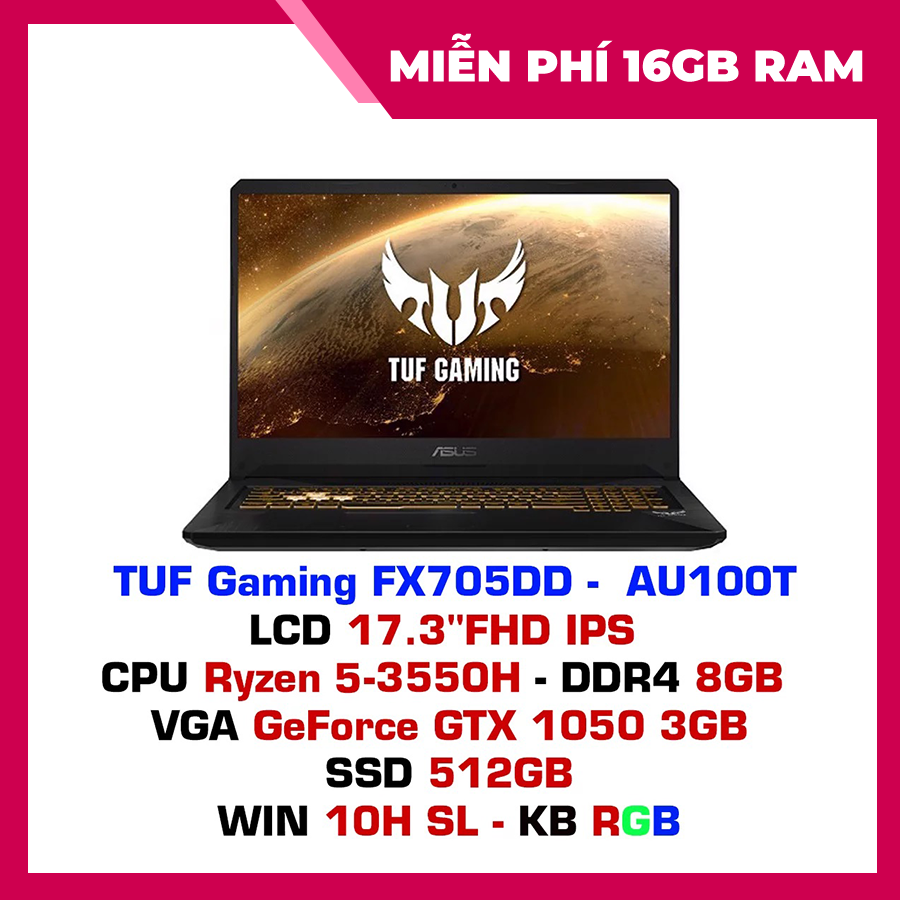 MIỄN PHÍ 16GB RAM
TUF GAMING
ASUS
TUF Gaming FX705DD - AU100T
LCD 17.3"FHD IPS
CPU Ryzen 5-3550H - DDR4 8GB
VGA GeForce GTX 1050 3GB
SSD 512GB
WIN 10H SL - KB RGB